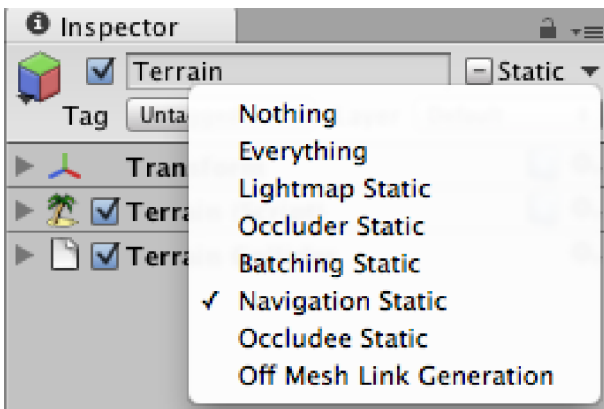 Inspector
Terrain
Static
Tag Unta
Nothing
Everything
Lightmap Static
Occluder Static
Batching Static
Navigation Static
Occludee Static
Off Mesh Link Generation
Tran
Terra
Terra